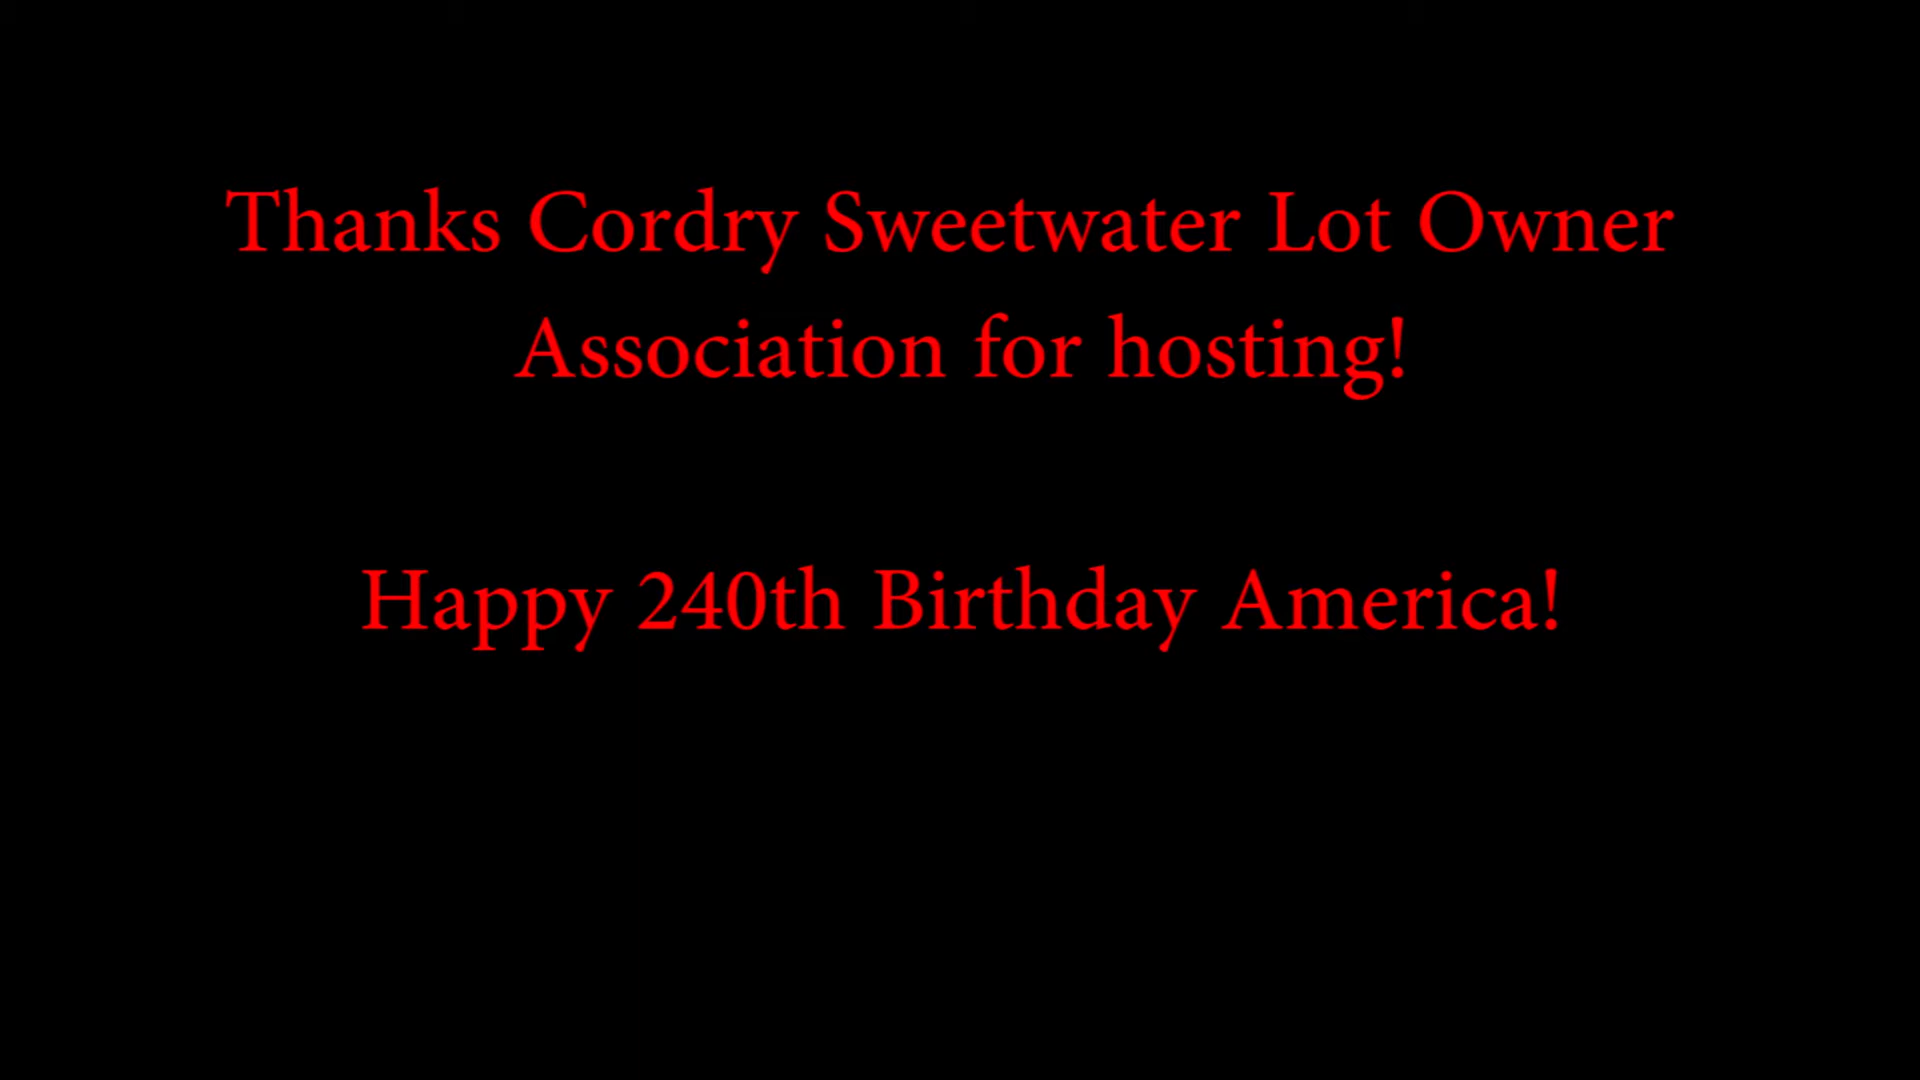 Thanks Cordry Sweetwater Lot Owner
Association for hosting!
Happy 240th Birthday America!